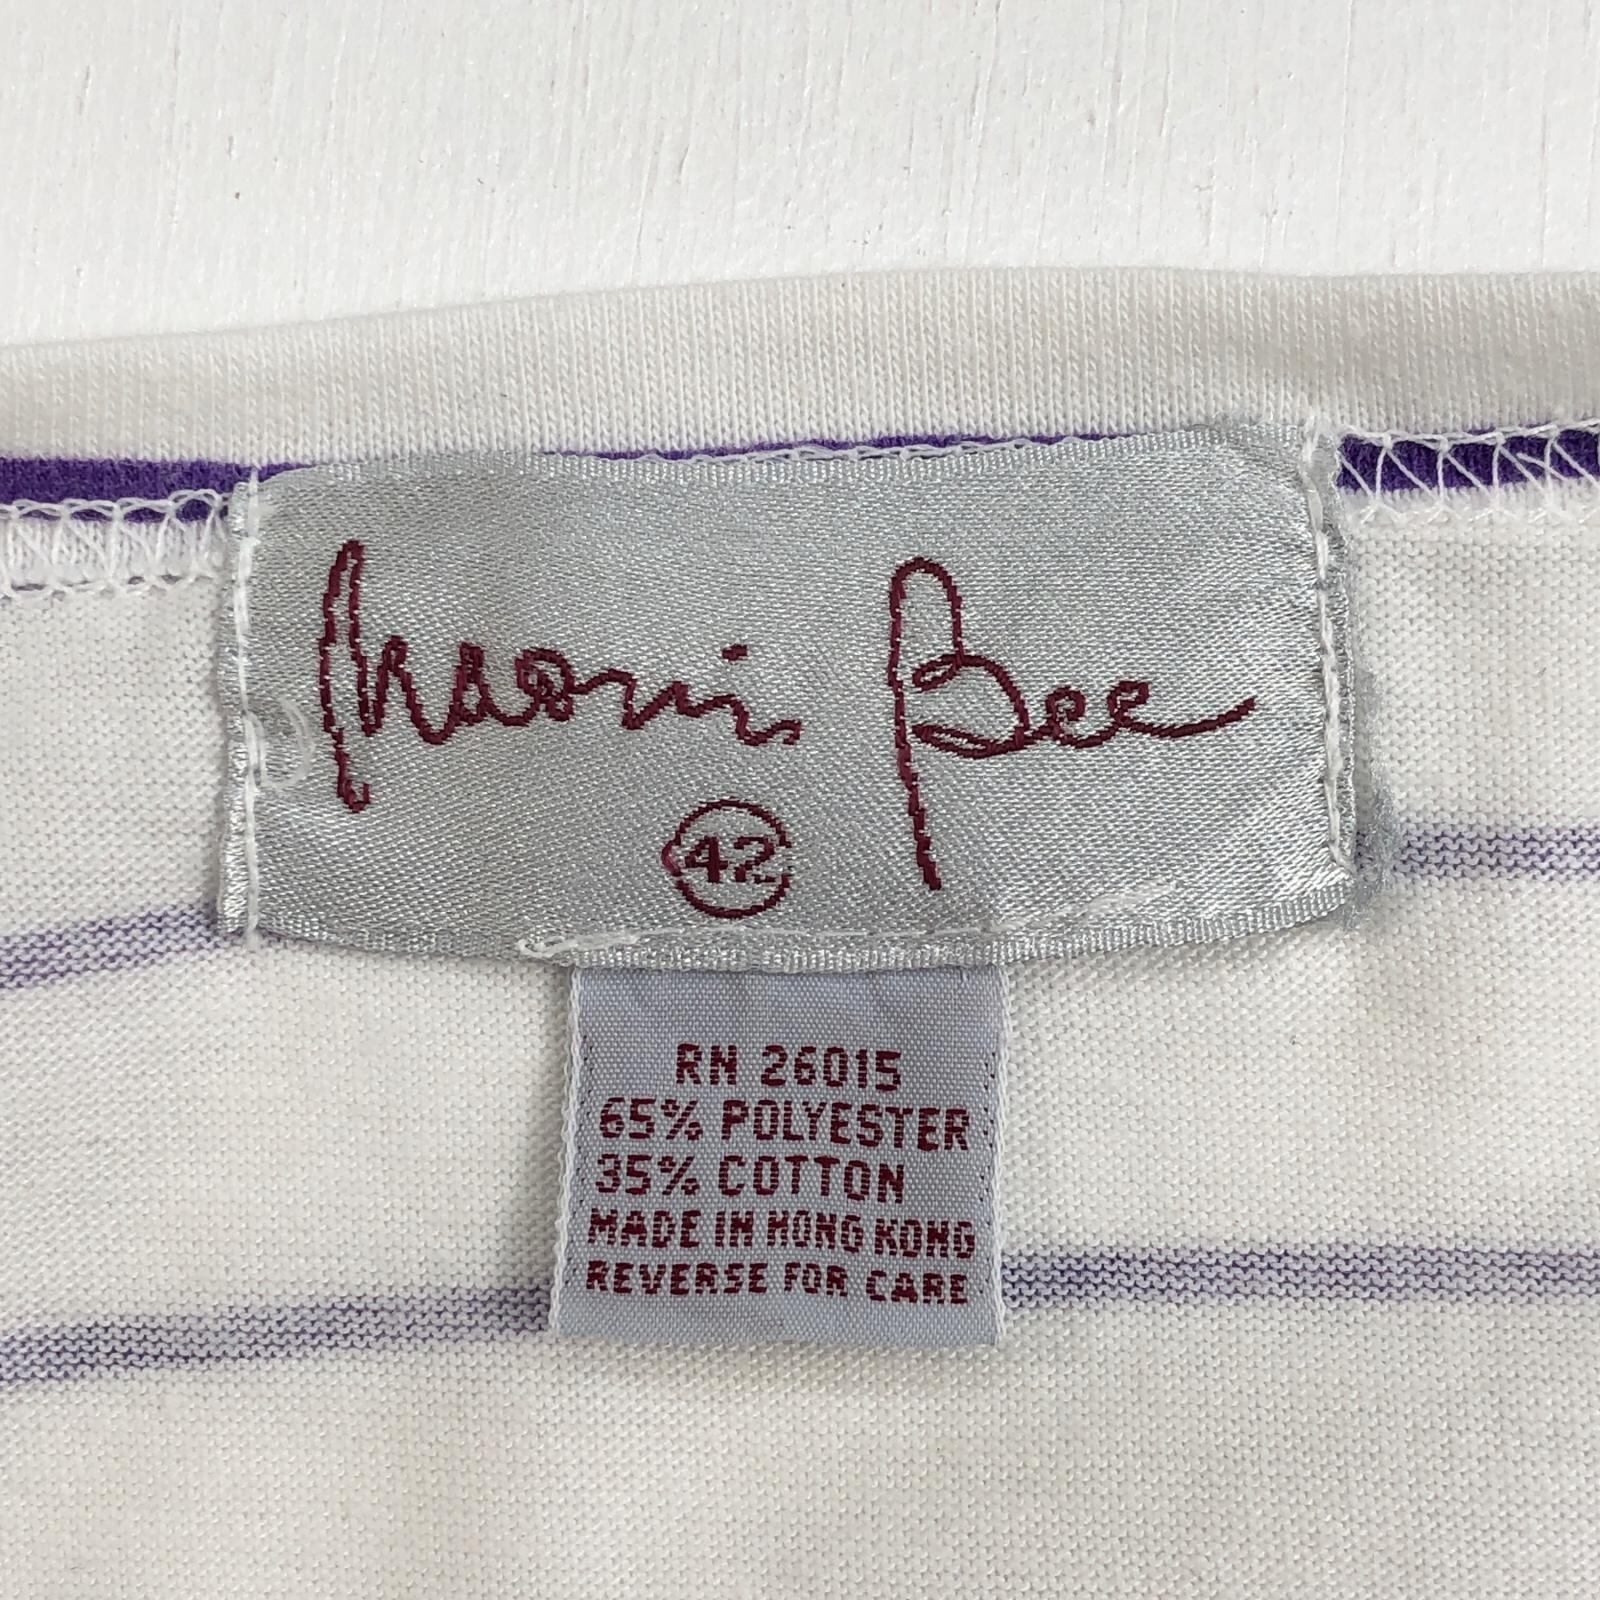 Naomi Bee
42
RN 26015
65% POLYESTER
35% COTTON
MADE IN HONG KONG
REVERSE FOR CARE